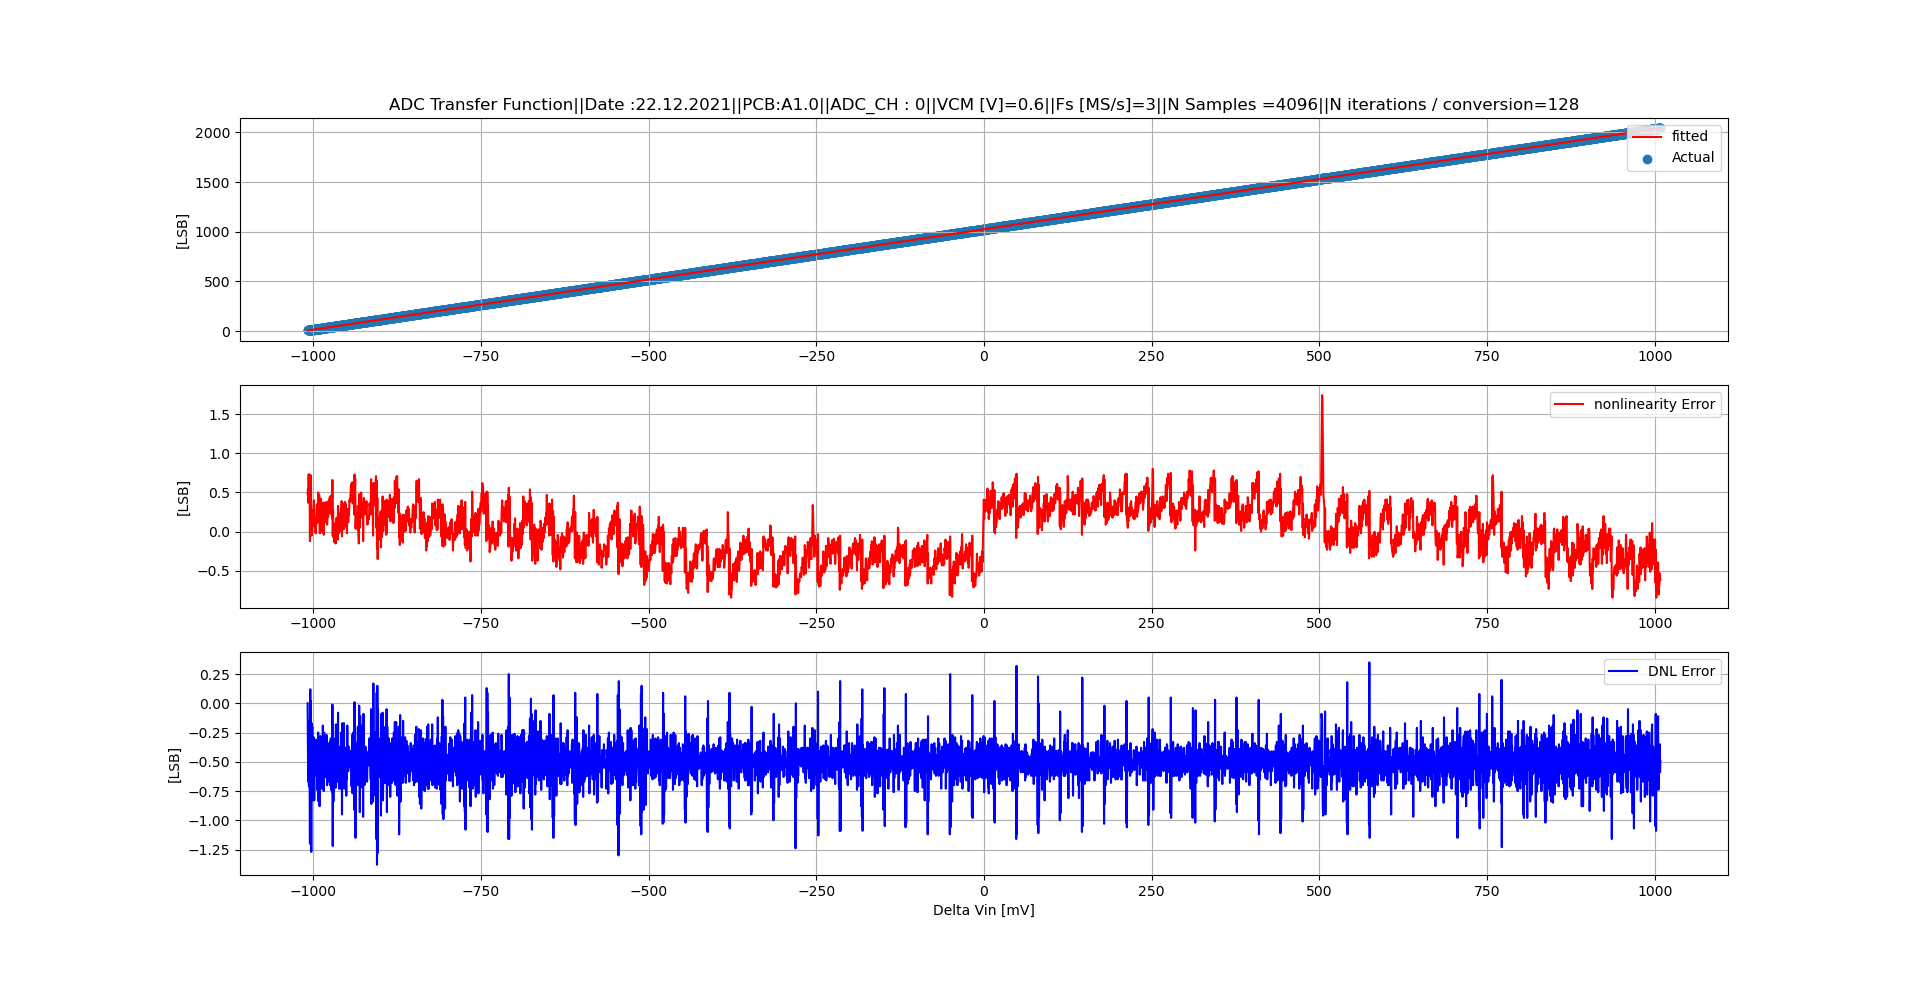 ADC Transfer Function||Date :22.12.2021||PCB:A1.0||ADC_CH : 0||VCM [V]=0.6||Fs [MS/s]=3||N Samples =4096||N iterations / conversion=128
2000
1500
1000
500
0
[LSB]
fitted
Actual
−1000 −750 −500 −250 0 250 500 750 1000
1.5
1.0
0.5
0.0
−0.5
[LSB]
nonlinearity Error
−1000 −750 −500 −250 0 250 500 750 1000
0.25
0.00
−0.25
−0.50
−0.75
−1.00
−1.25
[LSB]
DNL Error
−1000 −750 −500 −250 0 250 500 750 1000
Delta Vin [mV]